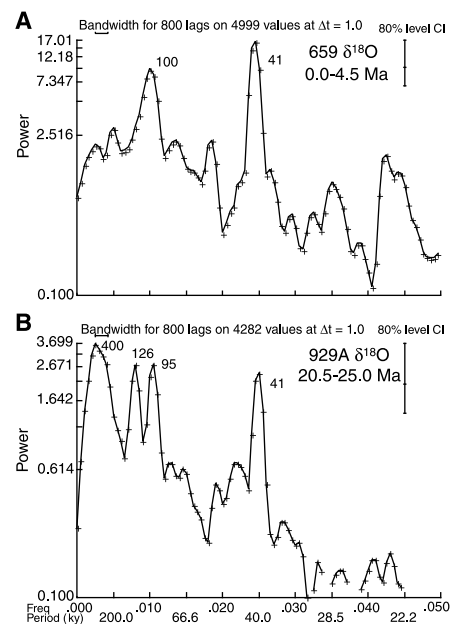 A
Bandwidth for 800 lags on 4999 values at Δt = 1.0
80% level CI
17.01
12.18
7.347
2.516
0.100
Power
100
41
659 δ18O
0.0-4.5 Ma
B
Bandwidth for 800 lags on 4282 values at Δt = 1.0
80% level CI
3.699
2.671
1.642
0.614
0.100
Power
400
126
95
41
929A δ18O
20.5-25.0 Ma
Freq .000 .010 .020 .030 .040 .050
Period (ky) 200.0 66.6 40.0 28.5 22.2